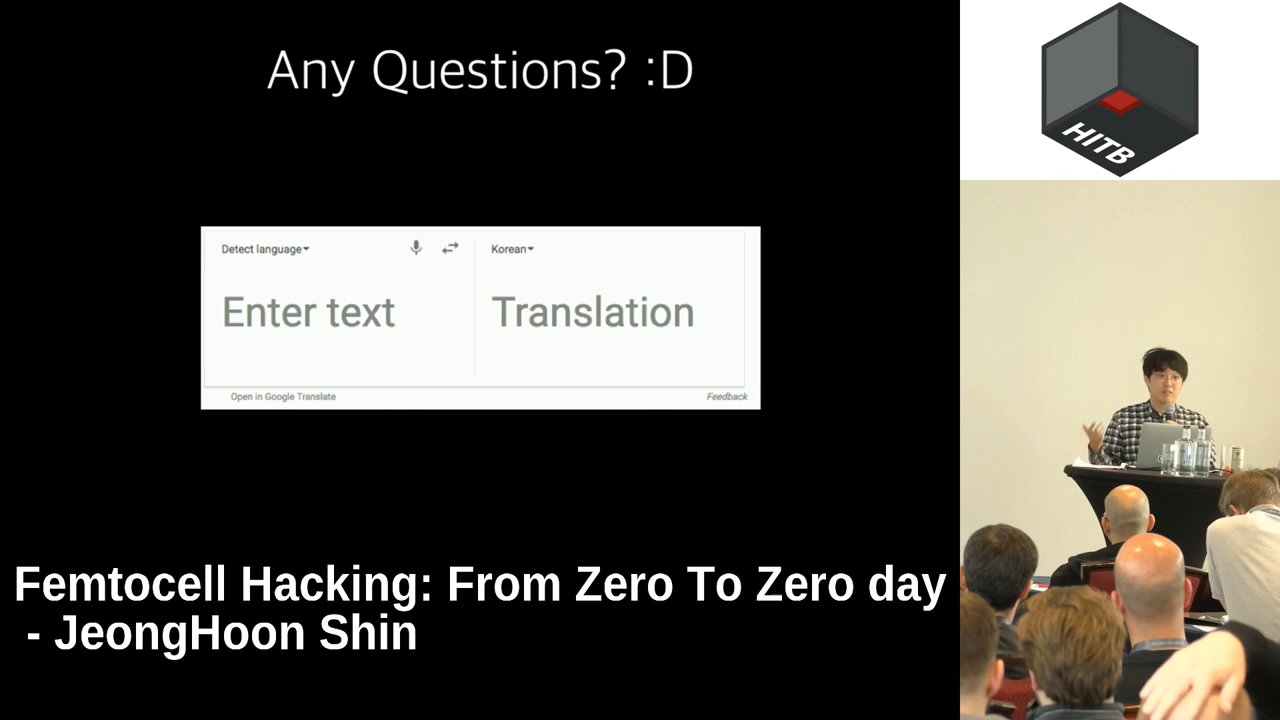 Any Questions? :D
HITB
Detect language
Korean
Enter text
Translation
Open in Google Translate
Feedback
Femtocell Hacking: From Zero To Zero day
- JeongHoon Shin